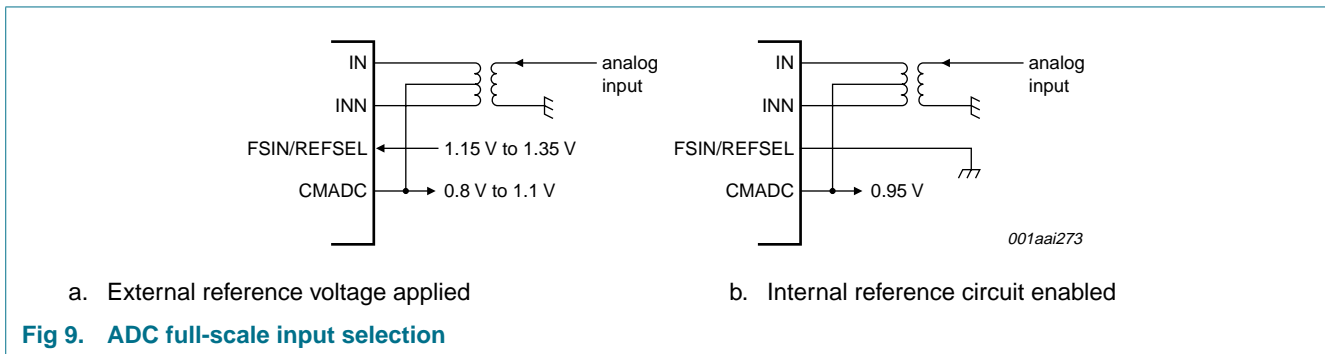 IN
INN
FSIN/REFSEL
CMADC
analog
input
1.15 V to 1.35 V
0.8 V to 1.1 V
a. External reference voltage applied
IN
INN
FSIN/REFSEL
CMADC
analog
input
0.95 V
001aai273
b. Internal reference circuit enabled
Fig 9. ADC full-scale input selection